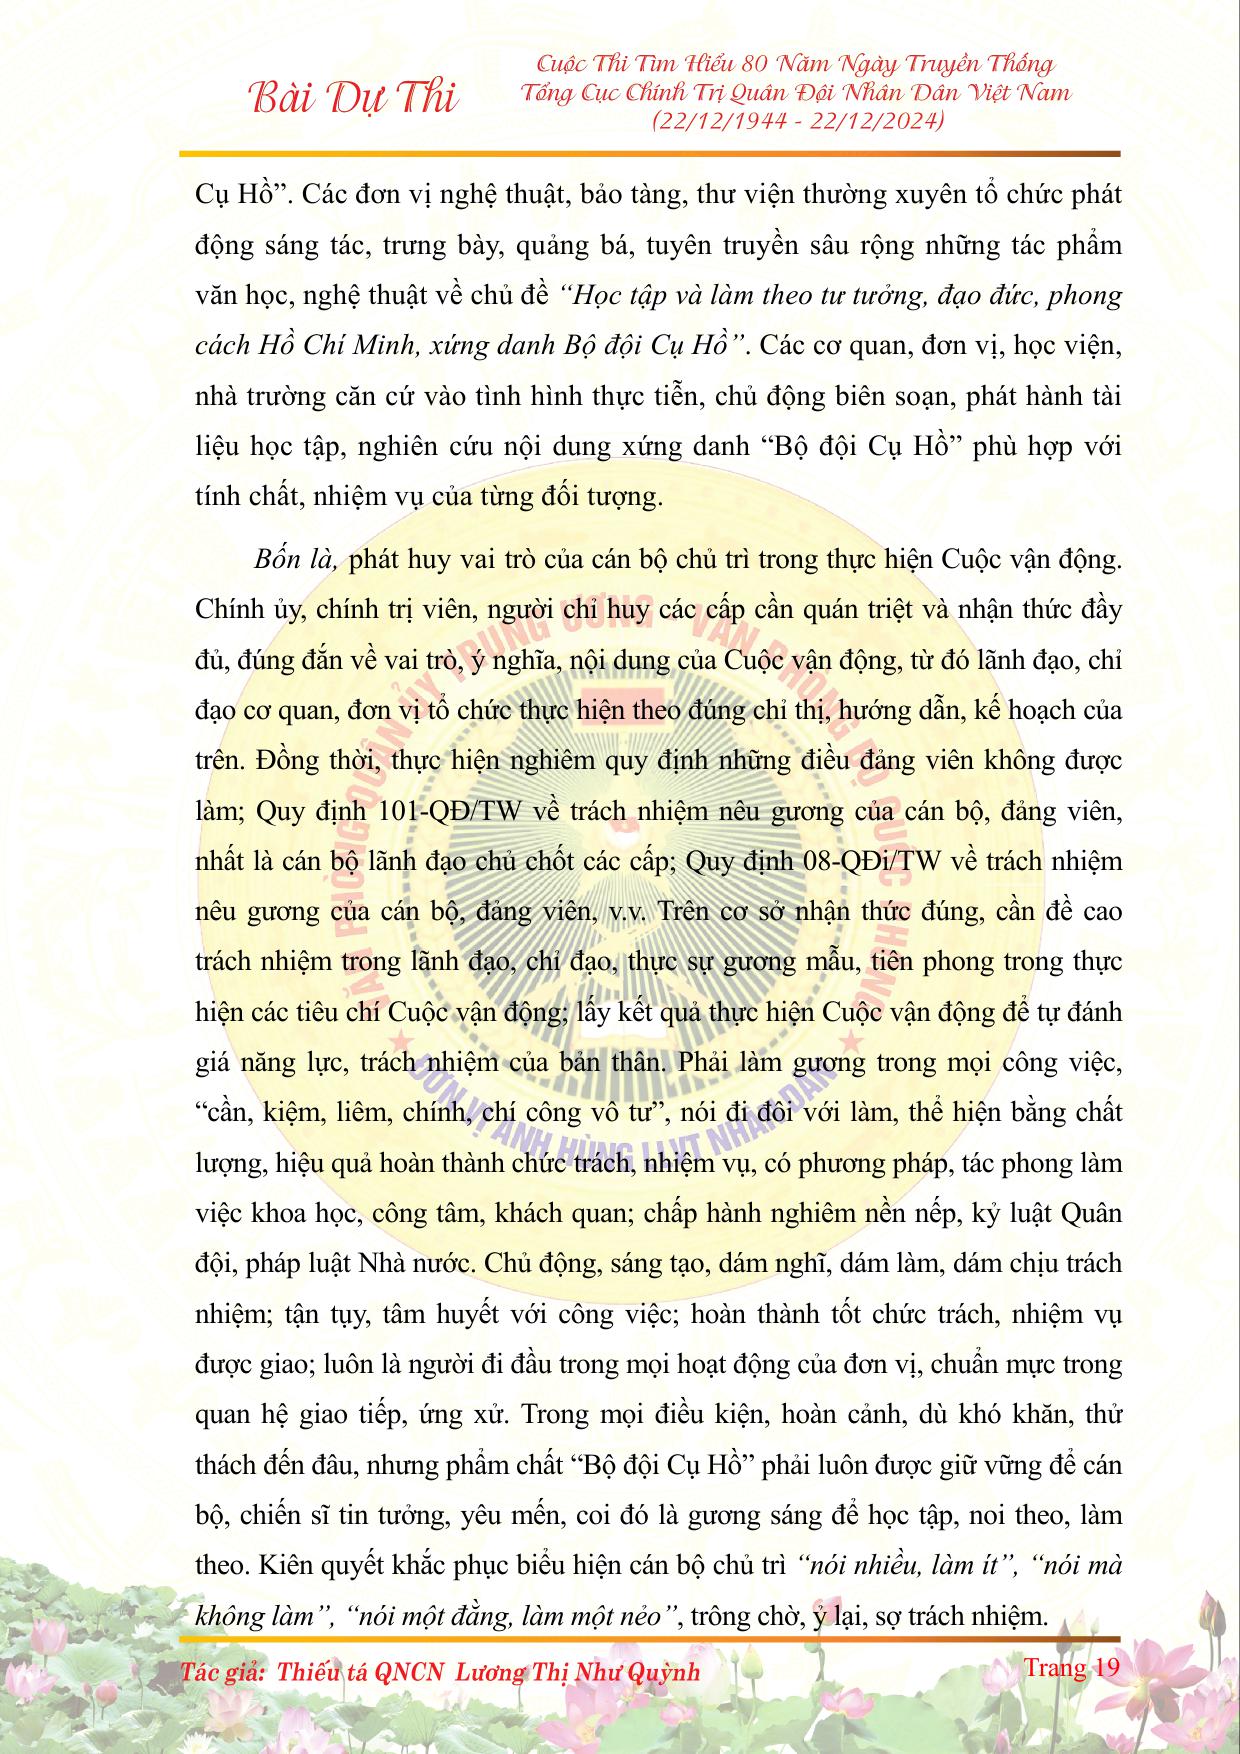 Bài Dự Thi
Cuộc Thi Tìm Hiểu 80 Năm Ngày Truyền Thống
Tổng Cục Chính Trị Quân Đội Nhân Dân Việt Nam
(22/12/1944 - 22/12/2024)
Cụ Hồ”. Các đơn vị nghệ thuật, bảo tàng, thư viện thường xuyên tổ chức phát
động sáng tác, trưng bày, quảng bá, tuyên truyền sâu rộng những tác phẩm
văn học, nghệ thuật về chủ đề “Học tập và làm theo tư tưởng, đạo đức, phong
cách Hồ Chí Minh, xứng danh Bộ đội Cụ Hồ”. Các cơ quan, đơn vị, học viện,
nhà trường căn cứ vào tình hình thực tiễn, chủ động biên soạn, phát hành tài
liệu học tập, nghiên cứu nội dung xứng danh “Bộ đội Cụ Hồ” phù hợp với
tính chất, nhiệm vụ của từng đối tượng.
Bốn là, phát huy vai trò của cán bộ chủ trì trong thực hiện Cuộc vận động.
Chính ủy, chính trị viên, người chỉ huy các cấp cần quán triệt và nhận thức đầy
đủ, đúng đắn về vai trò, ý nghĩa, nội dung của Cuộc vận động, từ đó lãnh đạo, chỉ
đạo cơ quan, đơn vị tổ chức thực hiện theo đúng chỉ thị, hướng dẫn, kế hoạch của
trên. Đồng thời, thực hiện nghiêm quy định những điều đảng viên không được
làm; Quy định 101-QĐ/TW về trách nhiệm nêu gương của cán bộ, đảng viên,
nhất là cán bộ lãnh đạo chủ chốt các cấp; Quy định 08-QĐi/TW về trách nhiệm
nêu gương của cán bộ, đảng viên, v.v. Trên cơ sở nhận thức đúng, cần đề cao
trách nhiệm trong lãnh đạo, chỉ đạo, thực sự gương mẫu, tiên phong trong thực
hiện các tiêu chí Cuộc vận động; lấy kết quả thực hiện Cuộc vận động để tự đánh
giá năng lực, trách nhiệm của bản thân. Phải làm gương trong mọi công việc,
“cần, kiệm, liêm, chính, chí công vô tư”, nói đi đôi với làm, thể hiện bằng chất
lượng, hiệu quả hoàn thành chức trách, nhiệm vụ, có phương pháp, tác phong làm
việc khoa học, công tâm, khách quan; chấp hành nghiêm nền nếp, kỷ luật Quân
đội, pháp luật Nhà nước. Chủ động, sáng tạo, dám nghĩ, dám làm, dám chịu trách
nhiệm; tận tụy, tâm huyết với công việc; hoàn thành tốt chức trách, nhiệm vụ
được giao; luôn là người đi đầu trong mọi hoạt động của đơn vị, chuẩn mực trong
quan hệ giao tiếp, ứng xử. Trong mọi điều kiện, hoàn cảnh, dù khó khăn, thử
thách đến đâu, nhưng phẩm chất “Bộ đội Cụ Hồ” phải luôn được giữ vững để cán
bộ, chiến sĩ tin tưởng, yêu mến, coi đó là gương sáng để học tập, noi theo, làm
theo. Kiên quyết khắc phục biểu hiện cán bộ chủ trì “nói nhiều, làm ít”, “nói mà
không làm”, “nói một đằng, làm một nẻo”, trông chờ, ỷ lại, sợ trách nhiệm.
VĂN PHÒNG QUÂN ỦY TRUNG ƯƠNG - VĂN PHÒNG BỘ QUỐC PHÒNG
ĐƠN VỊ ANH HÙNG LLVT NHÂN DÂN
Tác giả: Thiếu tá QNCN Lương Thị Như Quỳnh
Trang 19